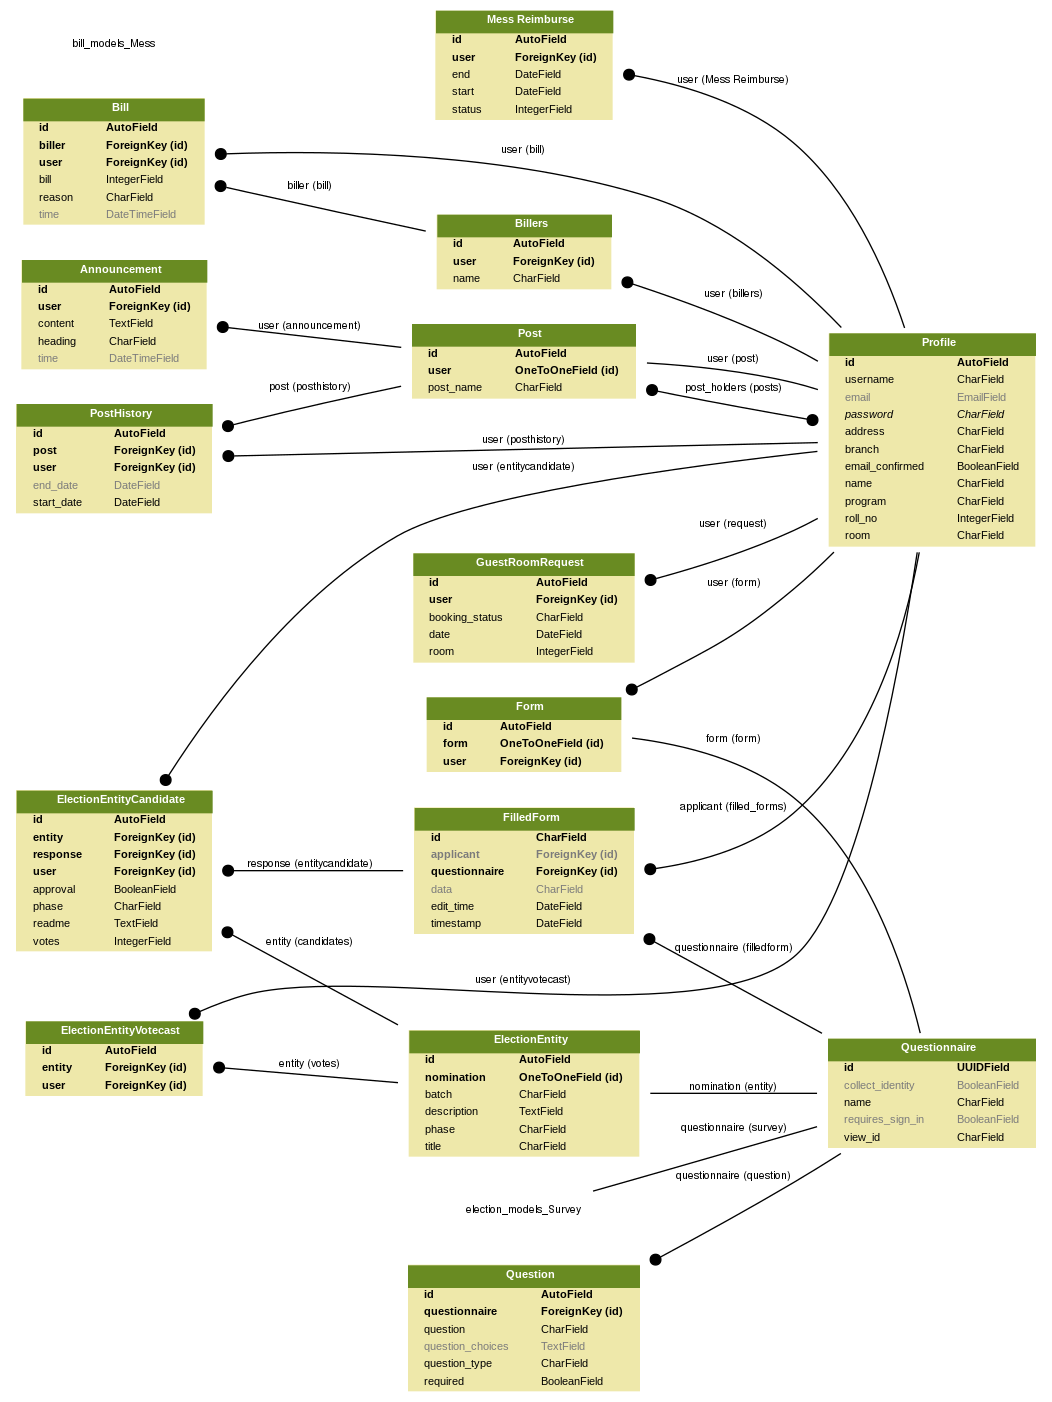 bill_models_Mess
Mess Reimburse
id AutoField
user ForeignKey (id)
end DateField
start DateField
status IntegerField
user (Mess Reimburse)
Bill
id AutoField
biller ForeignKey (id)
user ForeignKey (id)
bill IntegerField
reason CharField
time DateTimeField
user (bill)
biller (bill)
Billers
id AutoField
user ForeignKey (id)
name CharField
user (billers)
Announcement
id AutoField
user ForeignKey (id)
content TextField
heading CharField
time DateTimeField
user (announcement)
Post
id AutoField
user OneToOneField (id)
post_name CharField
user (post)
post_holders (posts)
post (posthistory)
Profile
id AutoField
username CharField
email EmailField
password CharField
address CharField
branch CharField
email_confirmed BooleanField
name CharField
program CharField
roll_no IntegerField
room CharField
PostHistory
id AutoField
post ForeignKey (id)
user ForeignKey (id)
end_date DateField
start_date DateField
user (posthistory)
user (entitycandidate)
user (request)
GuestRoomRequest
id AutoField
user ForeignKey (id)
booking_status CharField
date DateField
room IntegerField
user (form)
Form
id AutoField
form OneToOneField (id)
user ForeignKey (id)
form (form)
ElectionEntityCandidate
id AutoField
entity ForeignKey (id)
response ForeignKey (id)
user ForeignKey (id)
approval BooleanField
phase CharField
readme TextField
votes IntegerField
response (entitycandidate)
entity (candidates)
FilledForm
id CharField
applicant ForeignKey (id)
questionnaire ForeignKey (id)
data CharField
edit_time DateField
timestamp DateField
applicant (filled_forms)
questionnaire (filledform)
user (entityvotecast)
ElectionEntityVotecast
id AutoField
entity ForeignKey (id)
user ForeignKey (id)
entity (votes)
ElectionEntity
id AutoField
nomination OneToOneField (id)
batch CharField
description TextField
phase CharField
title CharField
nomination (entity)
questionnaire (survey)
questionnaire (question)
Questionnaire
id UUIDField
collect_identity BooleanField
name CharField
requires_sign_in BooleanField
view_id CharField
election_models_Survey
Question
id AutoField
questionnaire ForeignKey (id)
question CharField
question_choices TextField
question_type CharField
required BooleanField